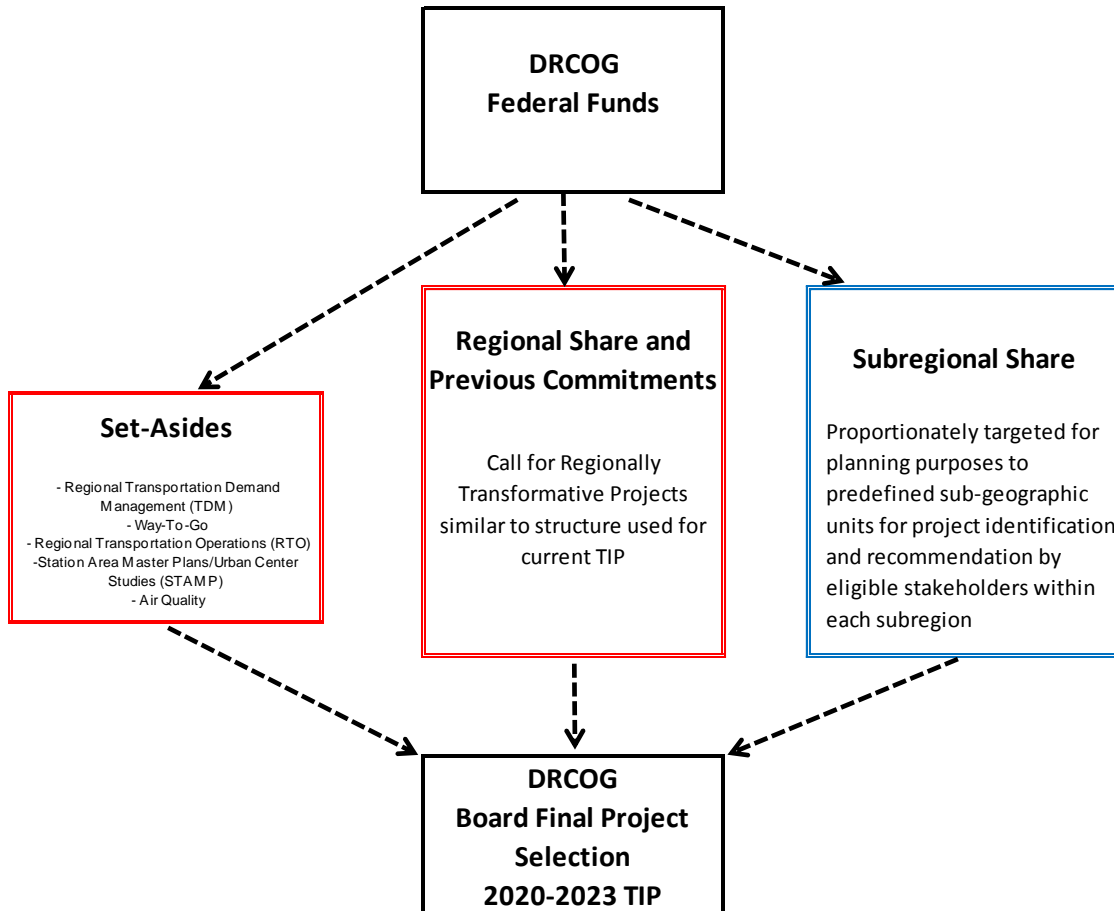 DRCOG
Federal Funds
Set-Asides
- Regional Transportation Demand
Management (TDM)
- Way-To-Go
- Regional Transportation Operations (RTO)
-Station Area Master Plans/Urban Center
Studies (STAMP)
- Air Quality
Regional Share and
Previous Commitments
Call for Regionally
Transformative Projects
similar to structure used for
current TIP
Subregional Share
Proportionately targeted for
planning purposes to
predefined sub-geographic
units for project identification
and recommendation by
eligible stakeholders within
each subregion
DRCOG
Board Final Project
Selection
2020-2023 TIP